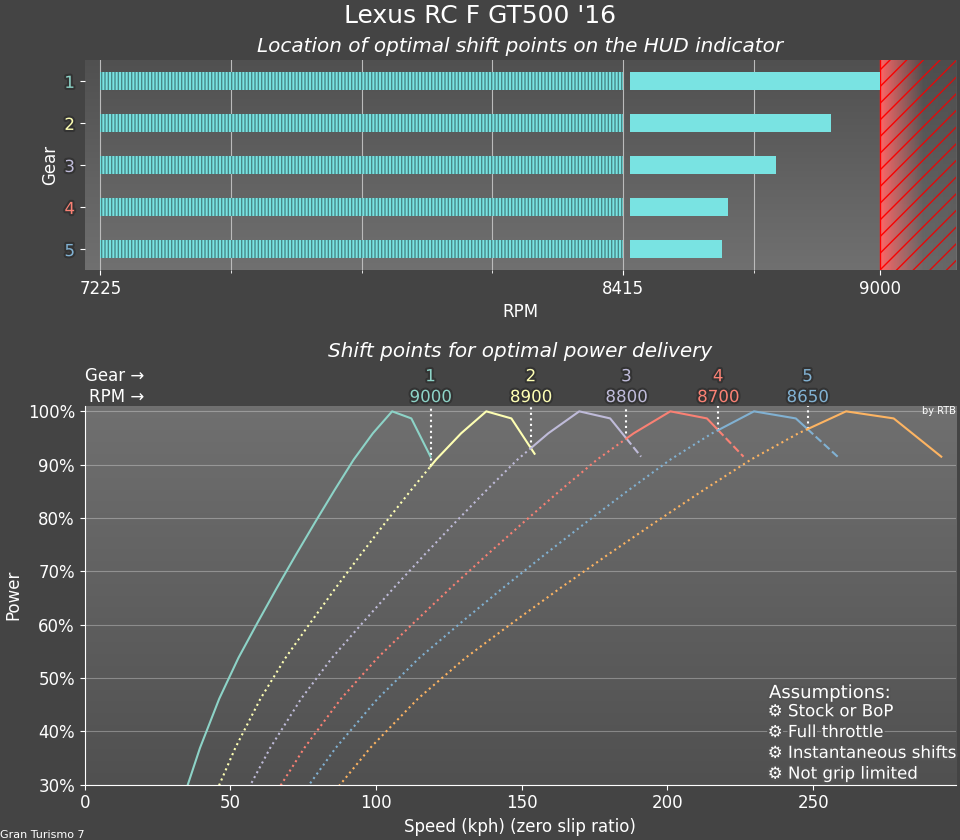 Lexus RC F GT500 '16
Location of optimal shift points on the HUD indicator
Gear
1
2
3
4
5
7225 8415 9000
RPM
Shift points for optimal power delivery
Gear → 1 2 3 4 5
RPM → 9000 8900 8800 8700 8650
by RTB
Power
100%
90%
80%
70%
60%
50%
40%
30%
Assumptions:
⚙ Stock or BoP
⚙ Full throttle
⚙ Instantaneous shifts
⚙ Not grip limited
0 50 100 150 200 250
Speed (kph) (zero slip ratio)
Gran Turismo 7